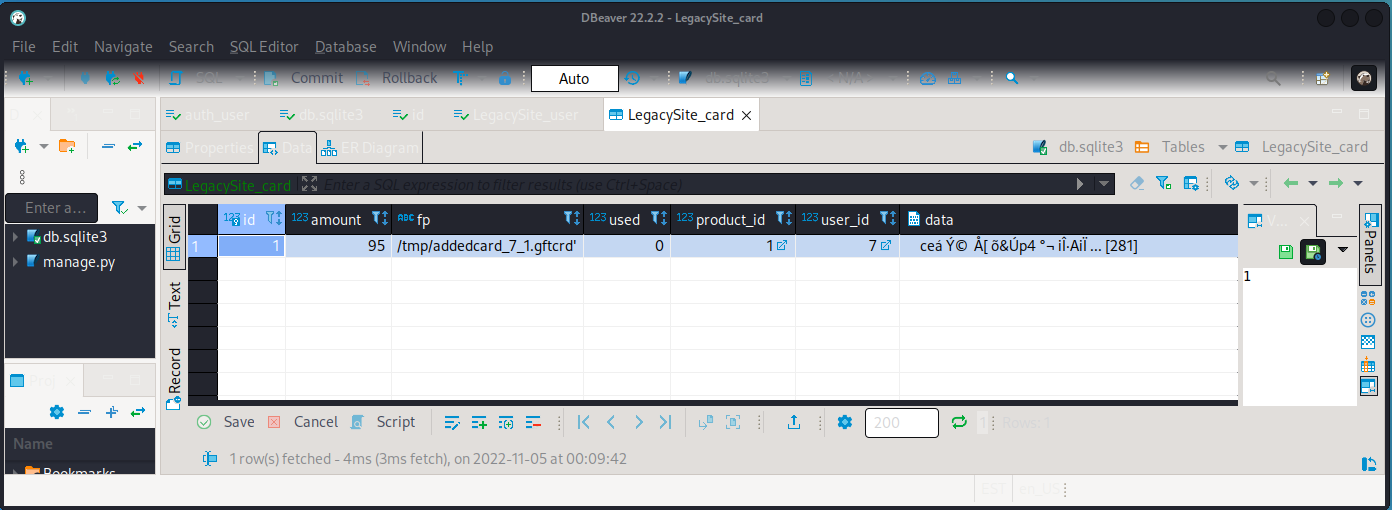 DBeaver 22.2.2 - LegacySite_card
File Edit Navigate Search SQL Editor Database Window Help
SQL Commit Rollback Auto db.sqlite3 < N/A >
auth_user db.sqlite3 id LegacySite_user LegacySite_card
Properties Data ER Diagram db.sqlite3 Tables LegacySite_card
LegacySite_card Enter a SQL expression to filter results (use Ctrl+Space)
Enter a...
Grid
Text
Record
Panels
123 id 123 amount ABC fp 123 used 123 product_id 123 user_id data
1 1 95 /tmp/addedcard_7_1.gftcrd' 0 1 7 ceá Ý© Å[ õ&Úp4 °¬ iÎ·AiÏ ... [281]
db.sqlite3
manage.py
1
Name
Bookmarks
Save Cancel Script 200 1 Rows: 1
1 row(s) fetched - 4ms (3ms fetch), on 2022-11-05 at 00:09:42
EST en_US